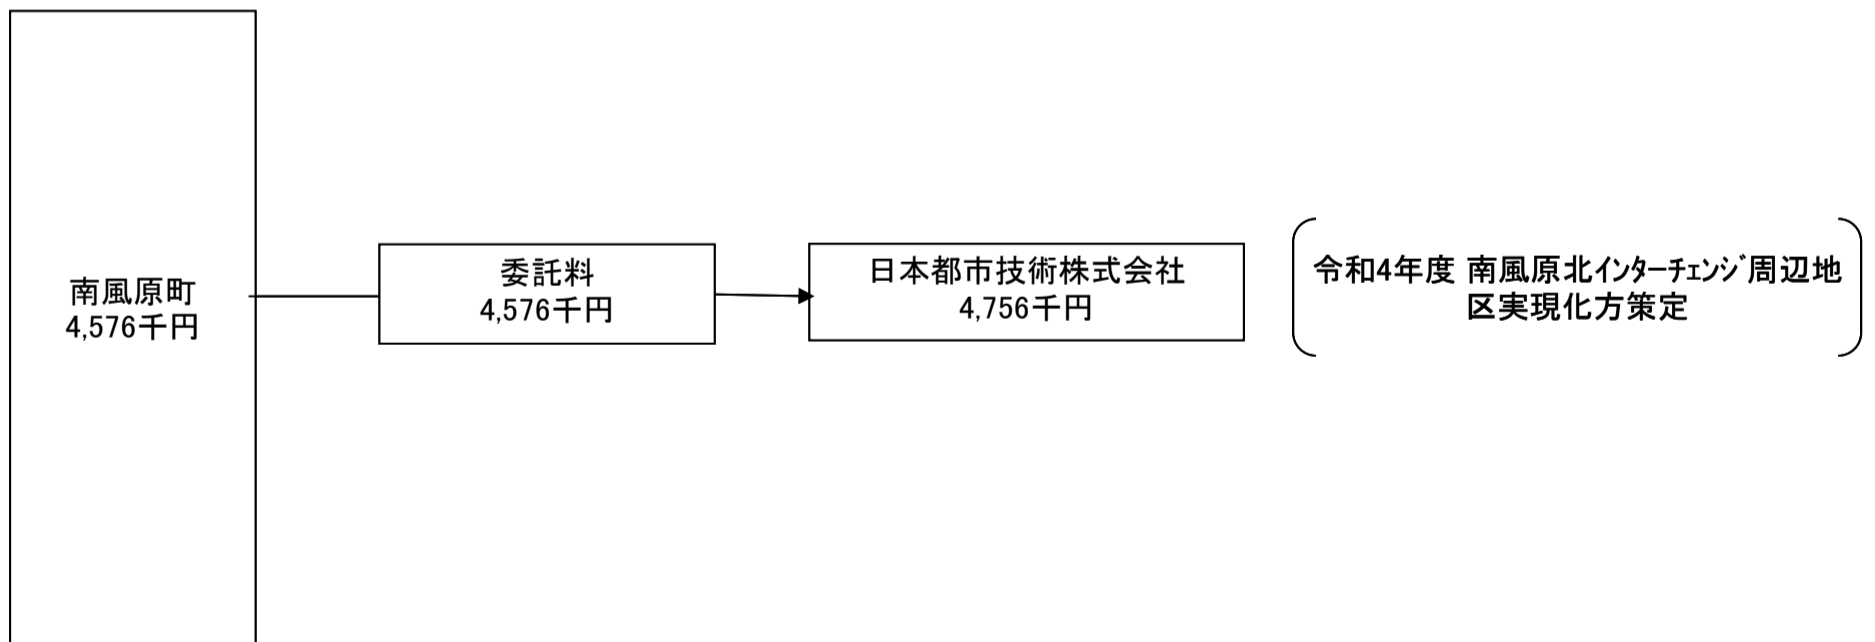 南風原町
4,576千円
委託料
4,576千円
日本都市技術株式会社
4,756千円
令和4年度 南風原北ｲﾝﾀｰﾁｪﾝｼﾞ周辺地
区実現化方策定